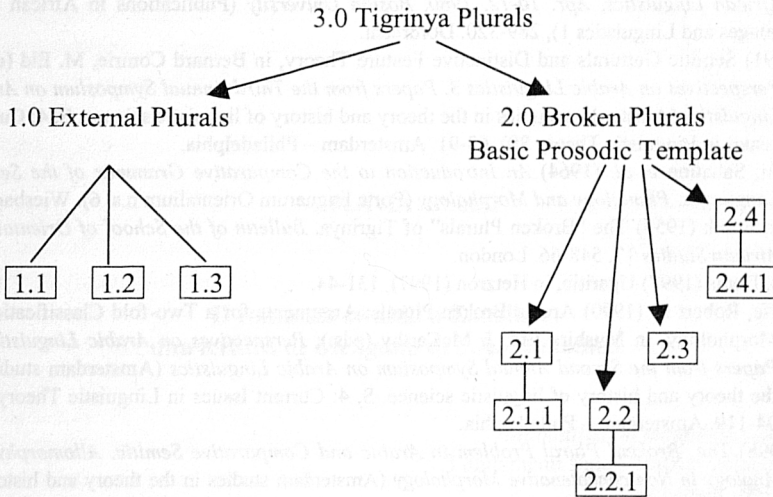 3.0 Tigrinya Plurals
1.0 External Plurals
2.0 Broken Plurals
Basic Prosodic Template
2.4
1.1 1.2 1.3 2.4.1
2.1 2.3
2.1.1 2.2
2.2.1